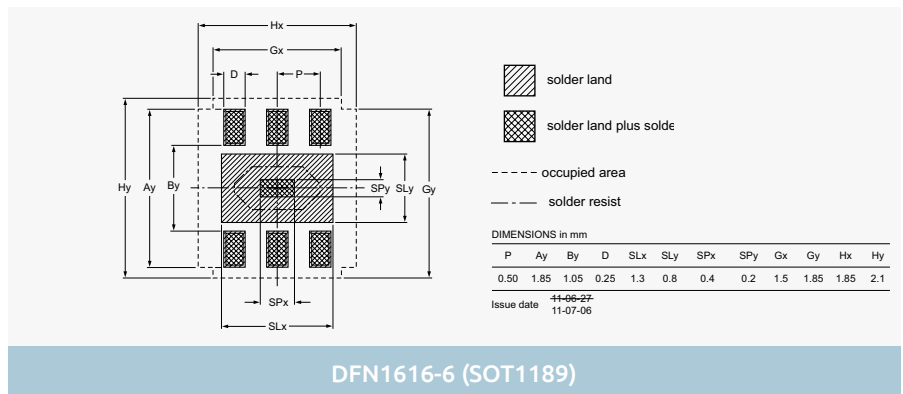 Hx
Gx
D
P
Hy
Ay
By
SPy
SLy
Gy
SPx
SLx
solder land
solder land plus solde
occupied area
solder resist
DIMENSIONS in mm
P Ay By D SLx SLy SPx SPy Gx Gy Hx Hy
0.50 1.85 1.05 0.25 1.3 0.8 0.4 0.2 1.5 1.85 1.85 2.1
Issue date 11-06-27
11-07-06
DFN1616-6 (SOT1189)